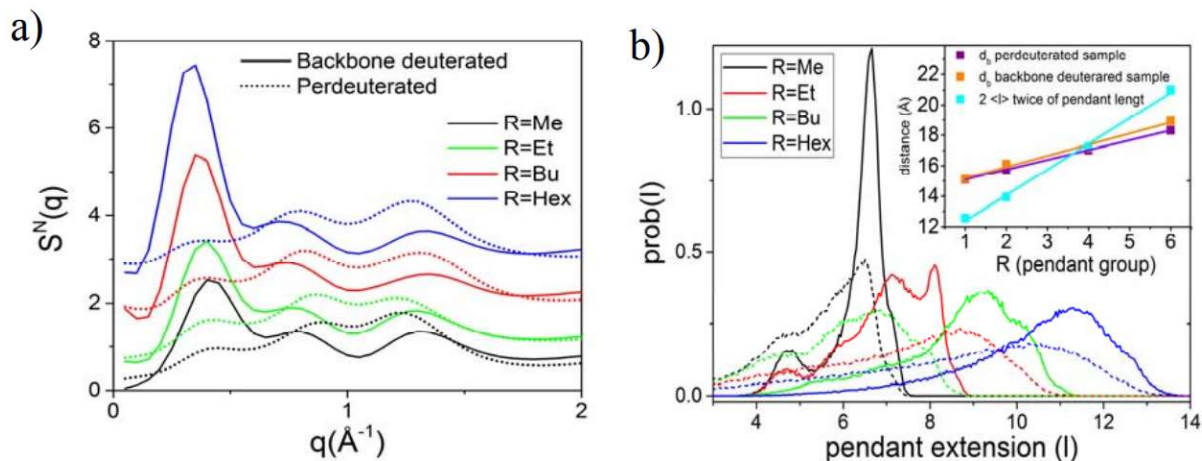 a)
8
6
4
2
0
S^N(q)
Backbone deuterated
Perdeuterated
R=Me
R=Et
R=Bu
R=Hex
0
1
2
q(Å⁻¹)
b)
1.0
0.5
0.0
prob(l)
R=Me
R=Et
R=Bu
R=Hex
d_b perdeuterated sample
d_b backbone deuterared sample
2 <l> twice of pendant lengt
22
20
18
16
14
12
distance (Å)
1 2 3 4 5 6
R (pendant group)
4 6 8 10 12 14
pendant extension (l)